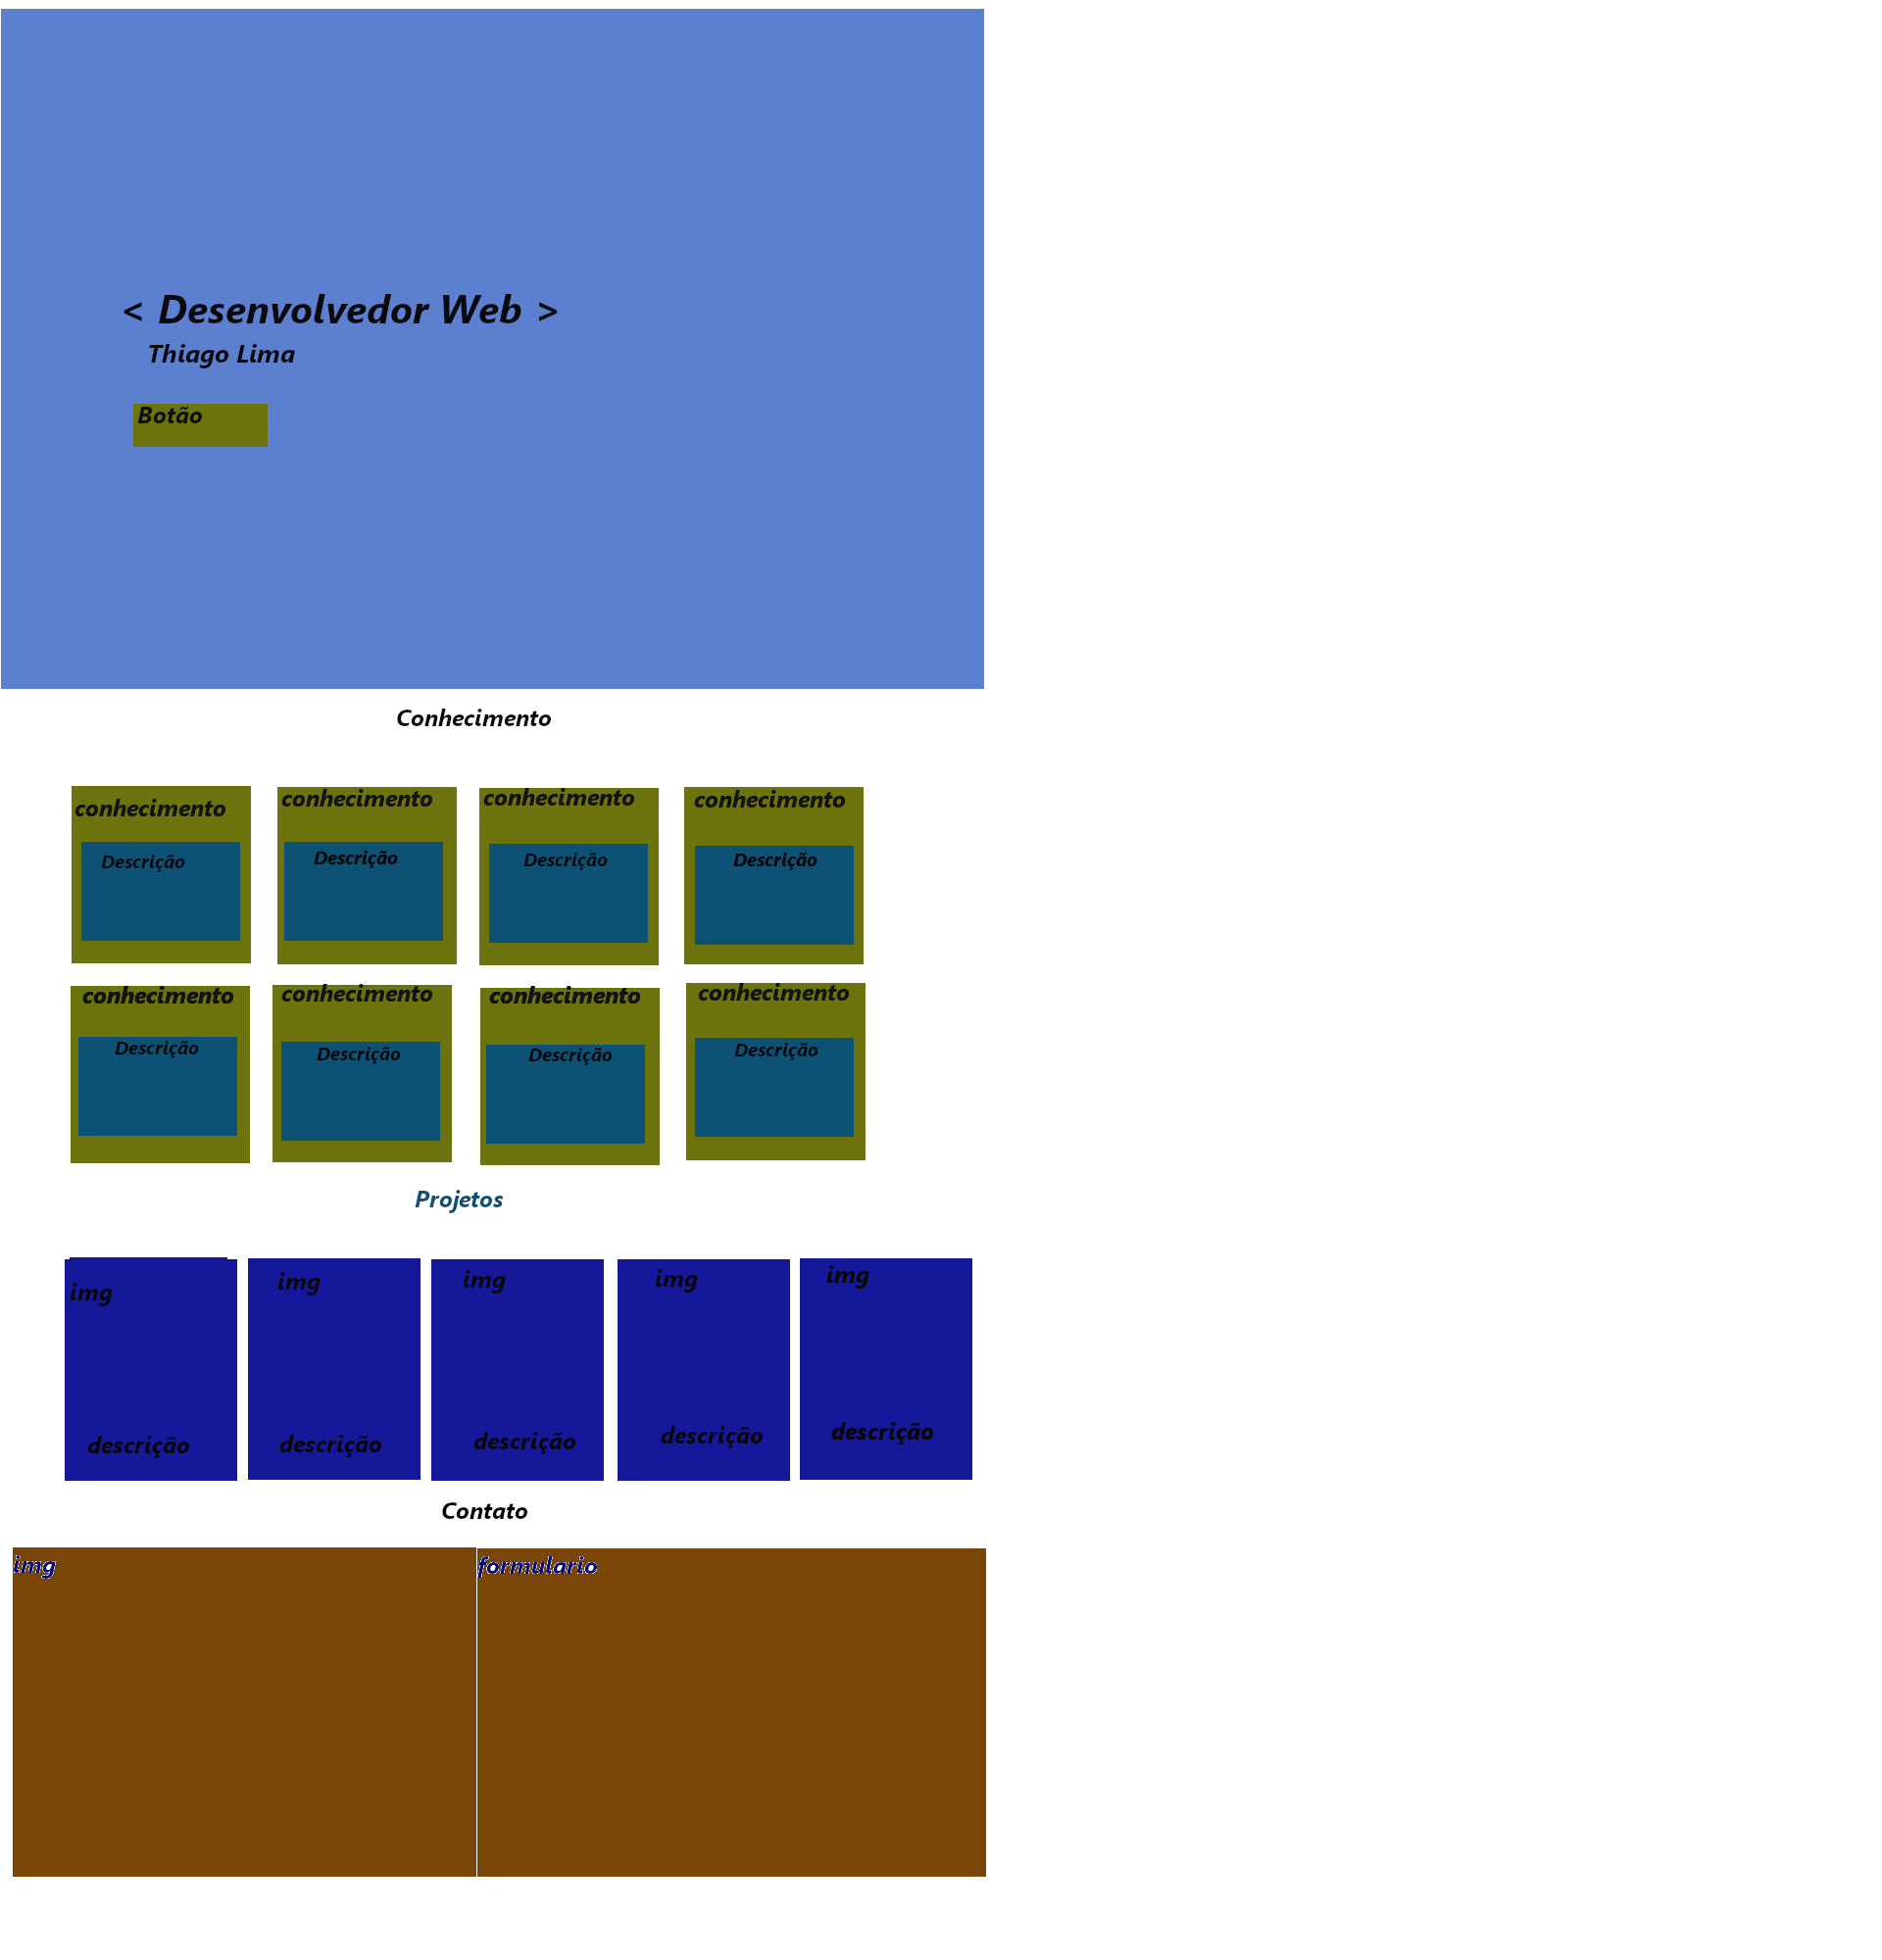 < Desenvolvedor Web >
Thiago Lima
Botão
Conhecimento
conhecimento conhecimento conhecimento conhecimento
Descrição Descrição Descrição Descrição
conhecimento conhecimento conhecimento conhecimento
Descrição Descrição Descrição Descrição
Projetos
img img img img img
descrição descrição descrição descrição descrição
Contato
img formulario